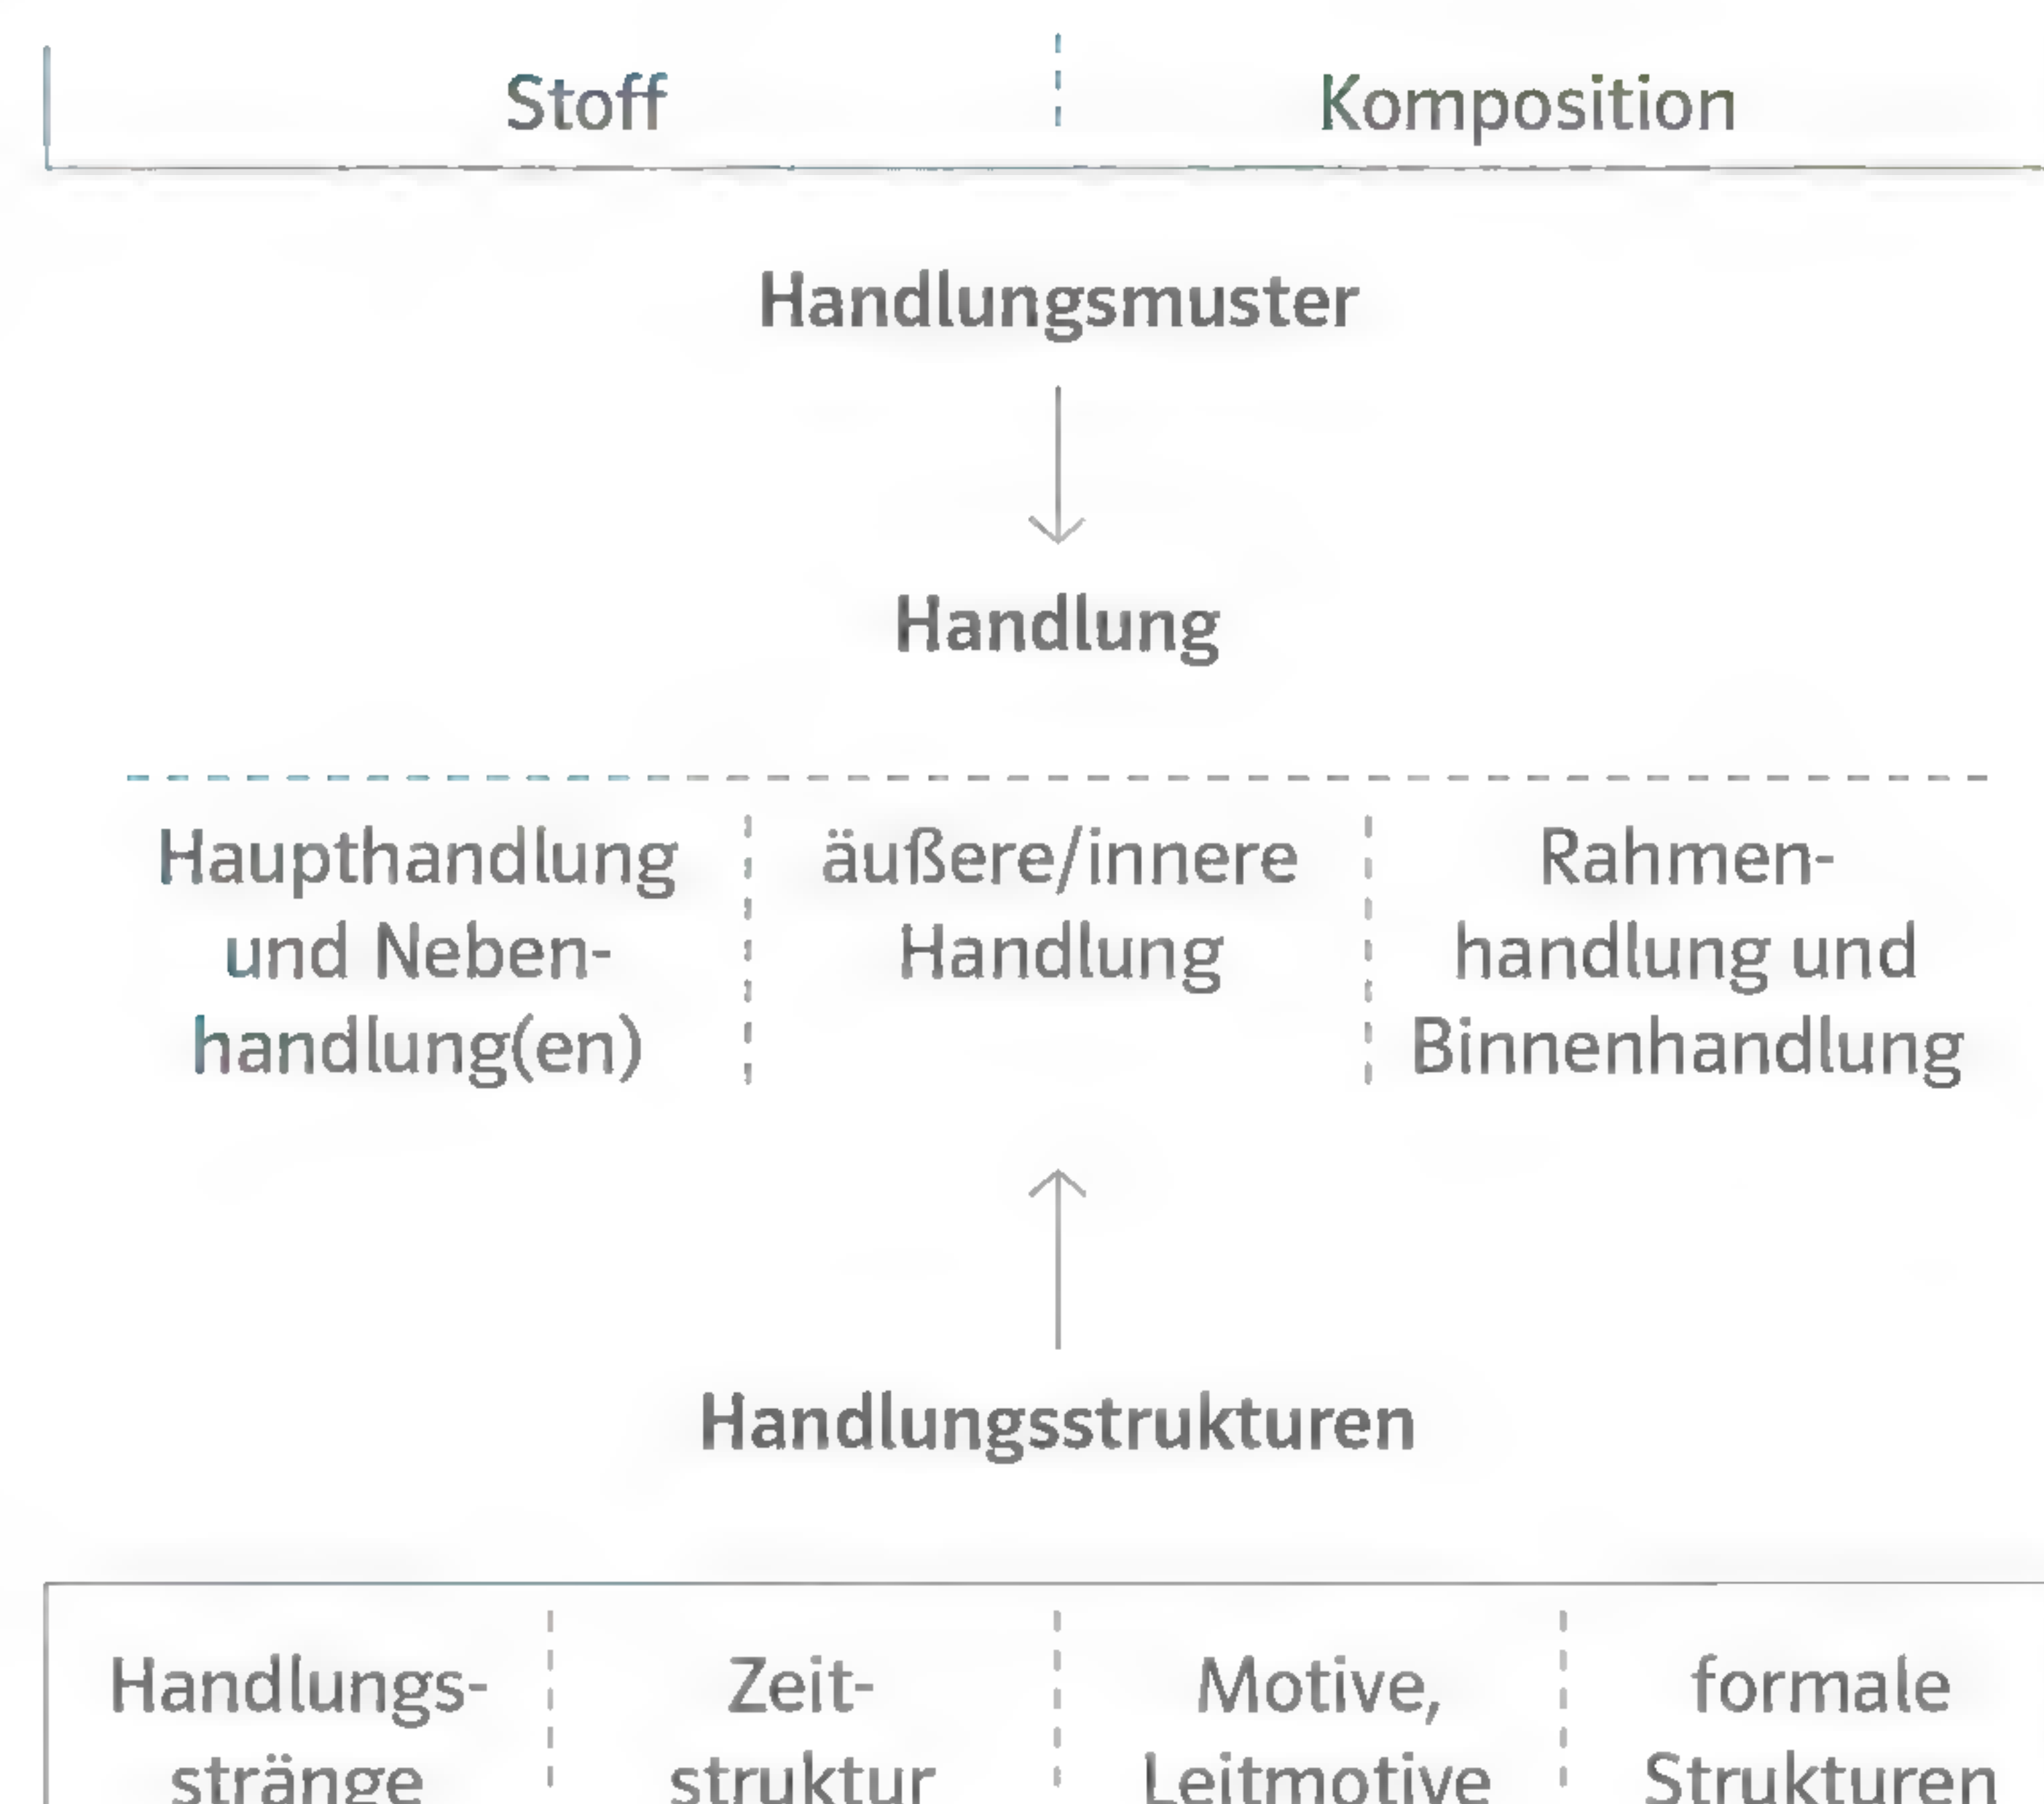 Stoff
Komposition
Handlungsmuster
Handlung
Haupthandlung
und Neben-
handlung(en)
äußere/innere
Handlung
Rahmen-
handlung und
Binnenhandlung
Handlungsstrukturen
Handlungs-
stränge
Zeit-
struktur
Motive,
Leitmotive
formale
Strukturen